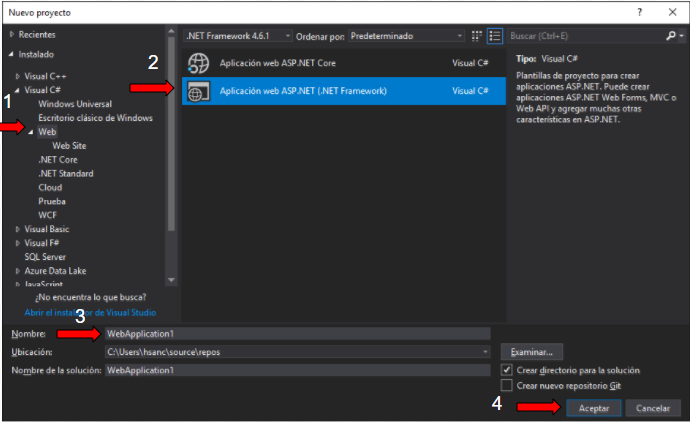 Nuevo proyecto
? ×
Recientes
.NET Framework 4.6.1 Ordenar por: Predeterminado
Buscar (Ctrl+E)
Instalado
Visual C++
Visual C#
Windows Universal
Escritorio clásico de Windows
Web
Web Site
.NET Core
.NET Standard
Cloud
Prueba
WCF
Visual Basic
Visual F#
SQL Server
Azure Data Lake
JavaScript
¿No encuentra lo que busca?
Abrir el instalador de Visual Studio
1
2
Aplicación web ASP.NET Core Visual C#
Aplicación web ASP.NET (.NET Framework) Visual C#
Tipo: Visual C#
Plantillas de proyecto para crear
aplicaciones ASP.NET. Puede crear
aplicaciones ASP.NET Web Forms, MVC o
Web API y agregar muchas otras
características en ASP.NET.
3
Nombre: WebApplication1
Ubicación: C:\Users\hsanc\source\repos
Examinar...
Nombre de la solución: WebApplication1
Crear directorio para la solución
Crear nuevo repositorio Git
4
Aceptar Cancelar